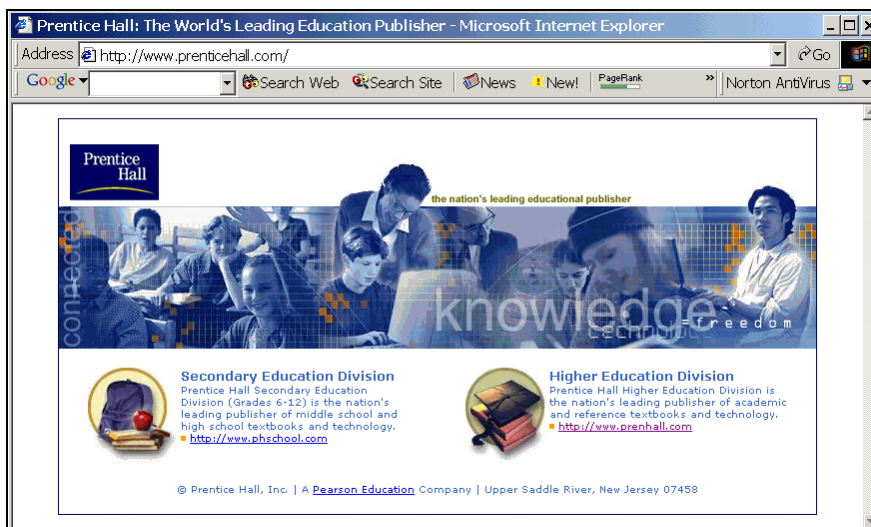 Prentice Hall: The World's Leading Education Publisher - Microsoft Internet Explorer
Address http://www.prenticehall.com/ Go
Google Search Web Search Site News New! PageRank » Norton AntiVirus
Prentice
Hall
the nation's leading educational publisher
connected
knowledge
technology
=freedom
Secondary Education Division
Prentice Hall Secondary Education
Division (Grades 6-12) is the nation's
leading publisher of middle school and
high school textbooks and technology.
http://www.phschool.com
Higher Education Division
Prentice Hall Higher Education Division is
the nation's leading publisher of academic
and reference textbooks and technology.
http://www.prenhall.com
© Prentice Hall, Inc. | A Pearson Education Company | Upper Saddle River, New Jersey 07458